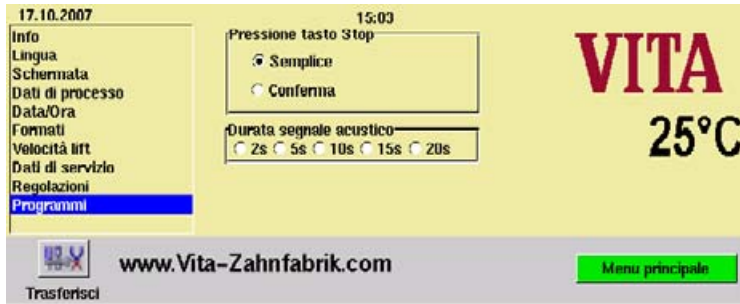 17.10.2007
15:03
Info
Lingua
Schermata
Dati di processo
Data/Ora
Formati
Velocità lift
Dati di servizio
Regolazioni
Programmi
Pressione tasto Stop
Semplice
Conferma
Durata segnale acustico
2s 5s 10s 15s 20s
VITA
25°C
Trasferisci
www.Vita-Zahnfabrik.com
Menu principale